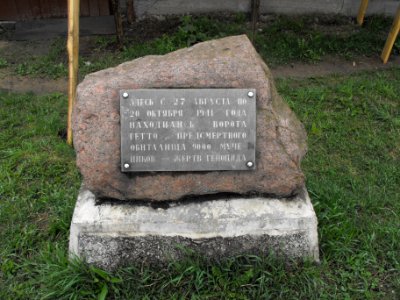 ЗДЕСЬ С 27 АВГУСТА ПО
20 ОКТЯБРЯ 1941 ГОДА
НАХОДИЛИСЬ ВОРОТА
ГЕТТО, ПРЕДСМЕРТНОГО
ОБИТАЛИЩА 9000 МУЧЕ
НИКОВ — ЖЕРТВ ГЕНОЦИДА